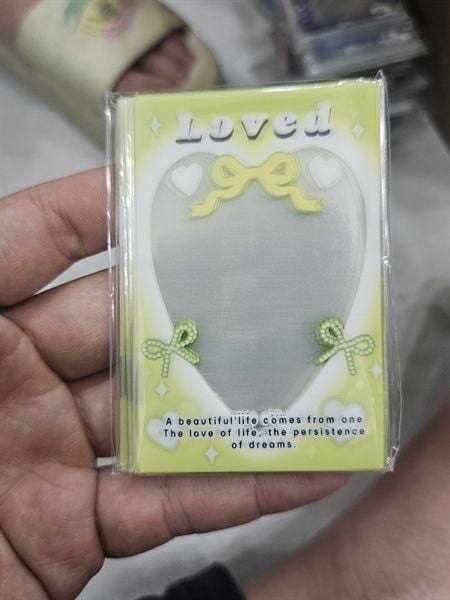 Loved
A beautiful life comes from one
The love of life, the persistence
of dreams.